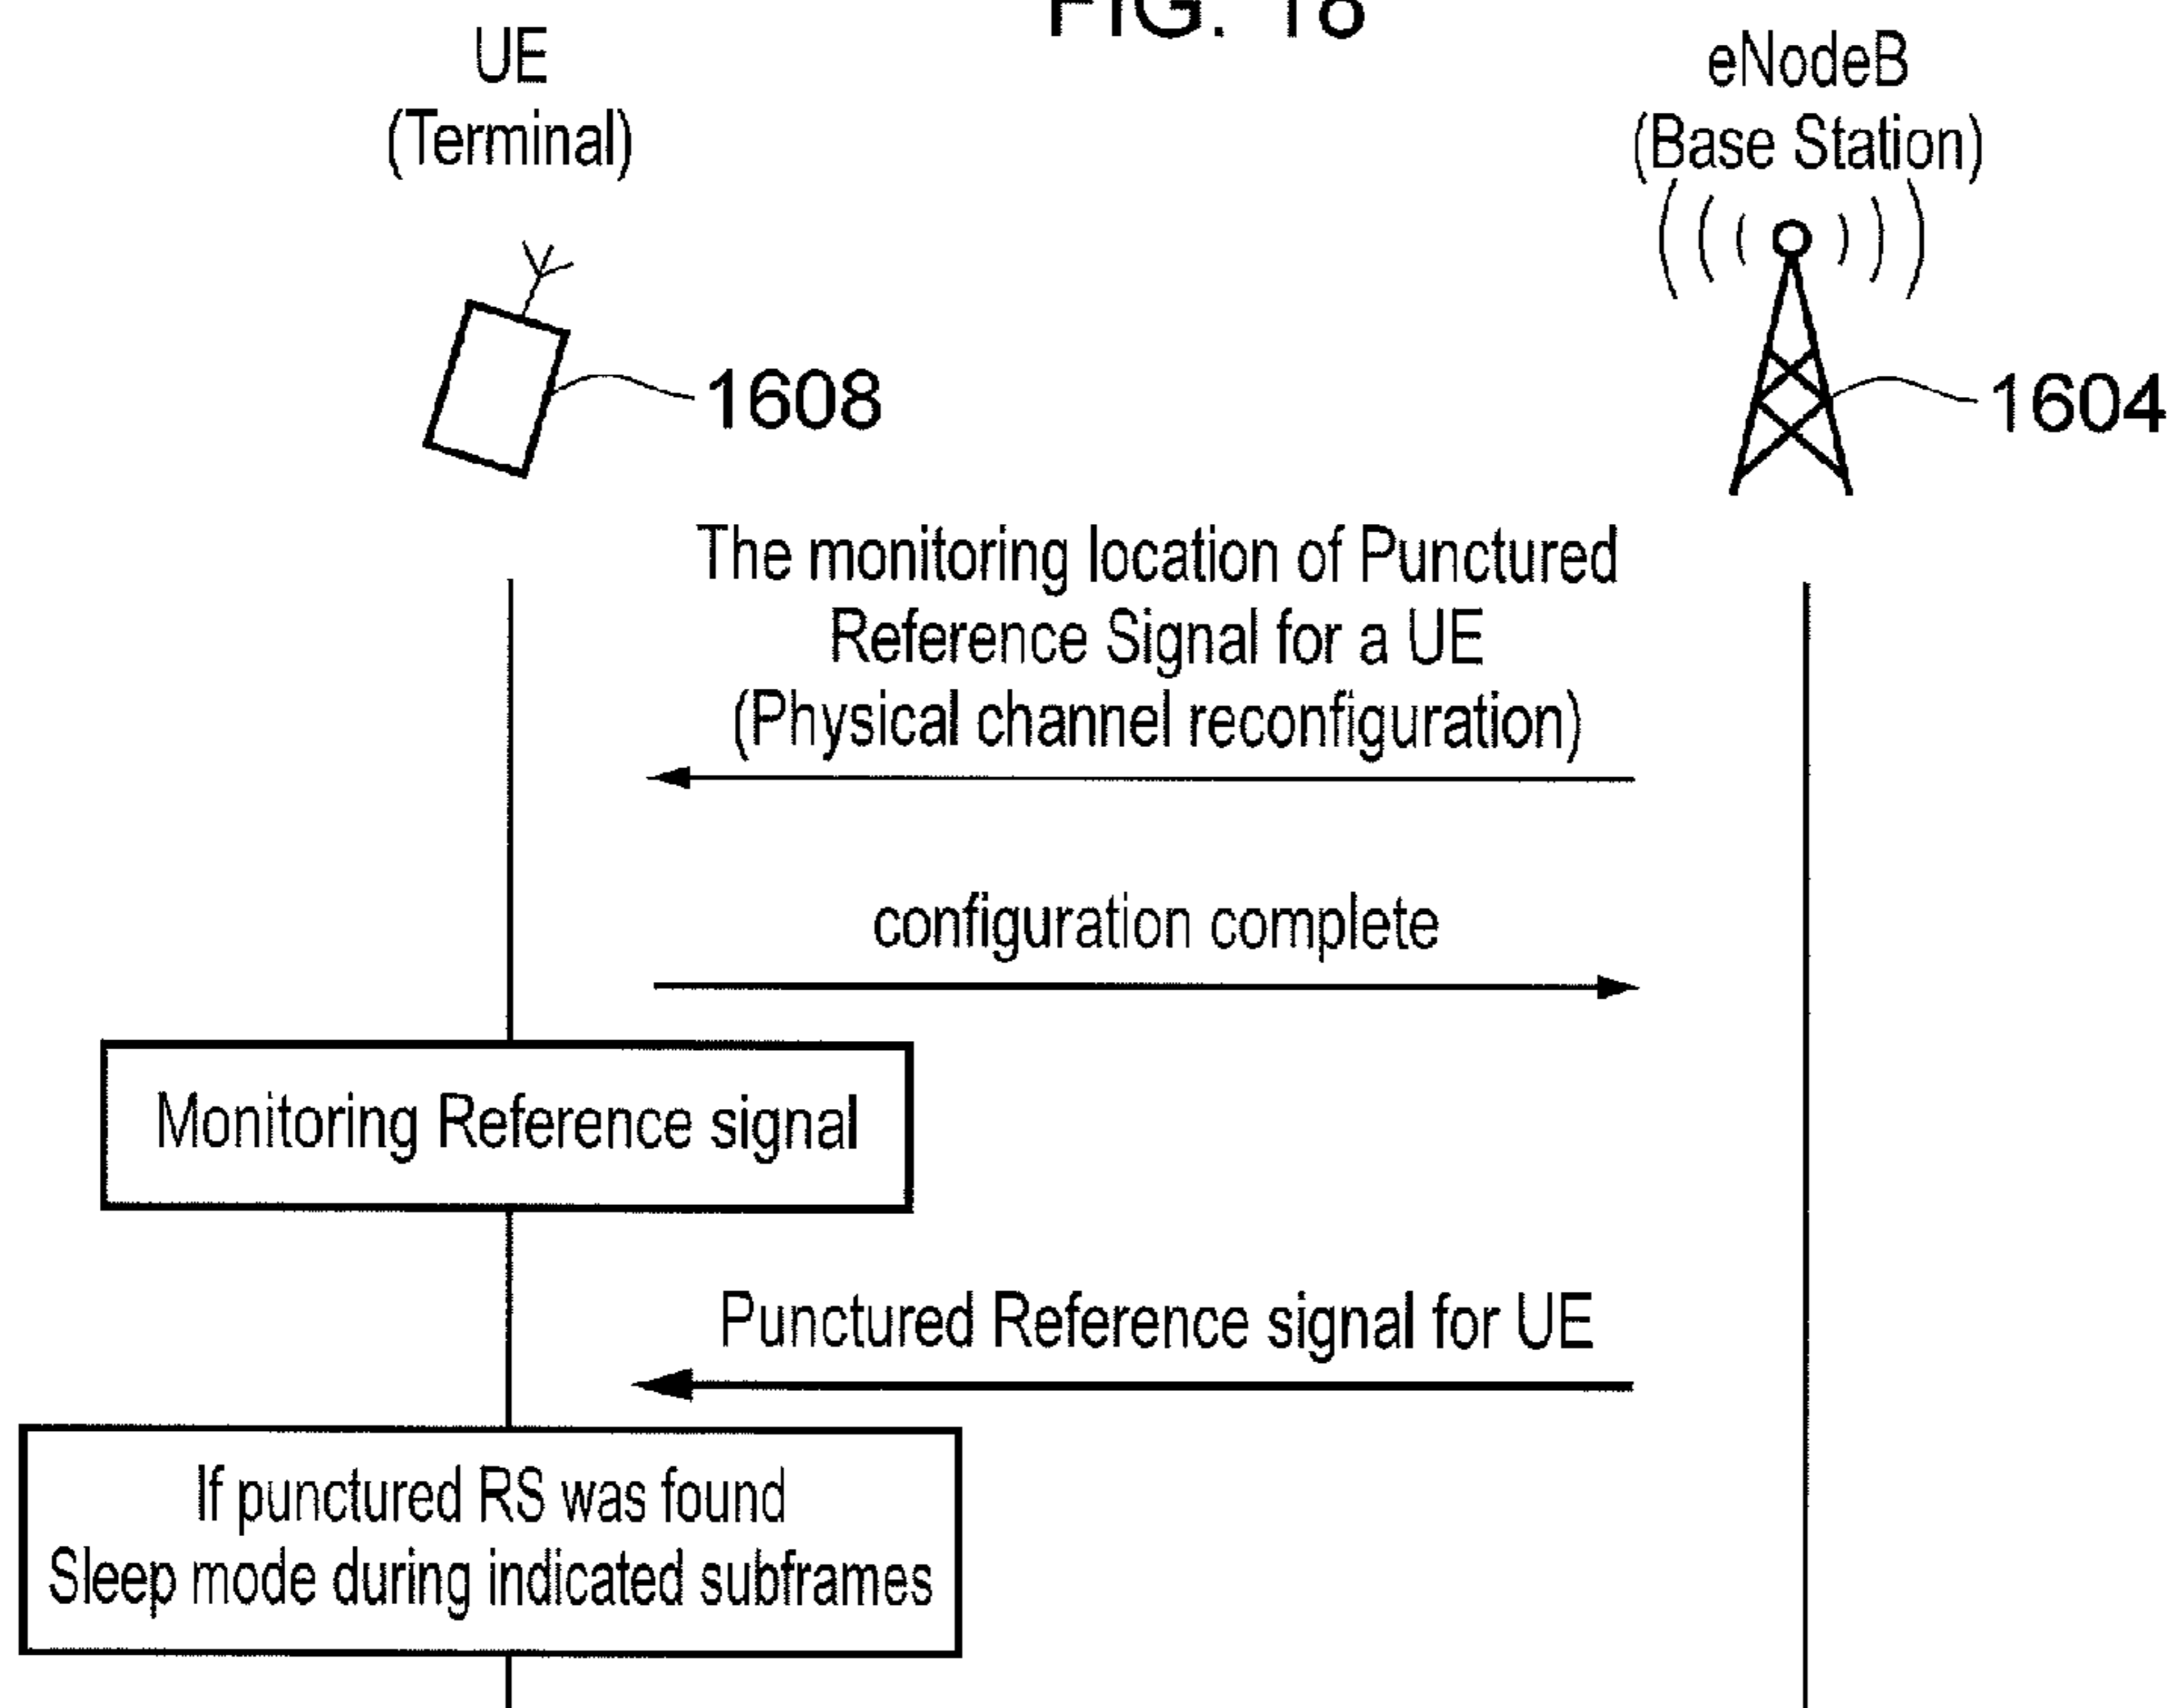 FIG. 18
UE
(Terminal)
eNodeB
(Base Station)
1608
1604
The monitoring location of Punctured
Reference Signal for a UE
(Physical channel reconfiguration)
configuration complete
Monitoring Reference signal
Punctured Reference signal for UE
If punctured RS was found
Sleep mode during indicated subframes